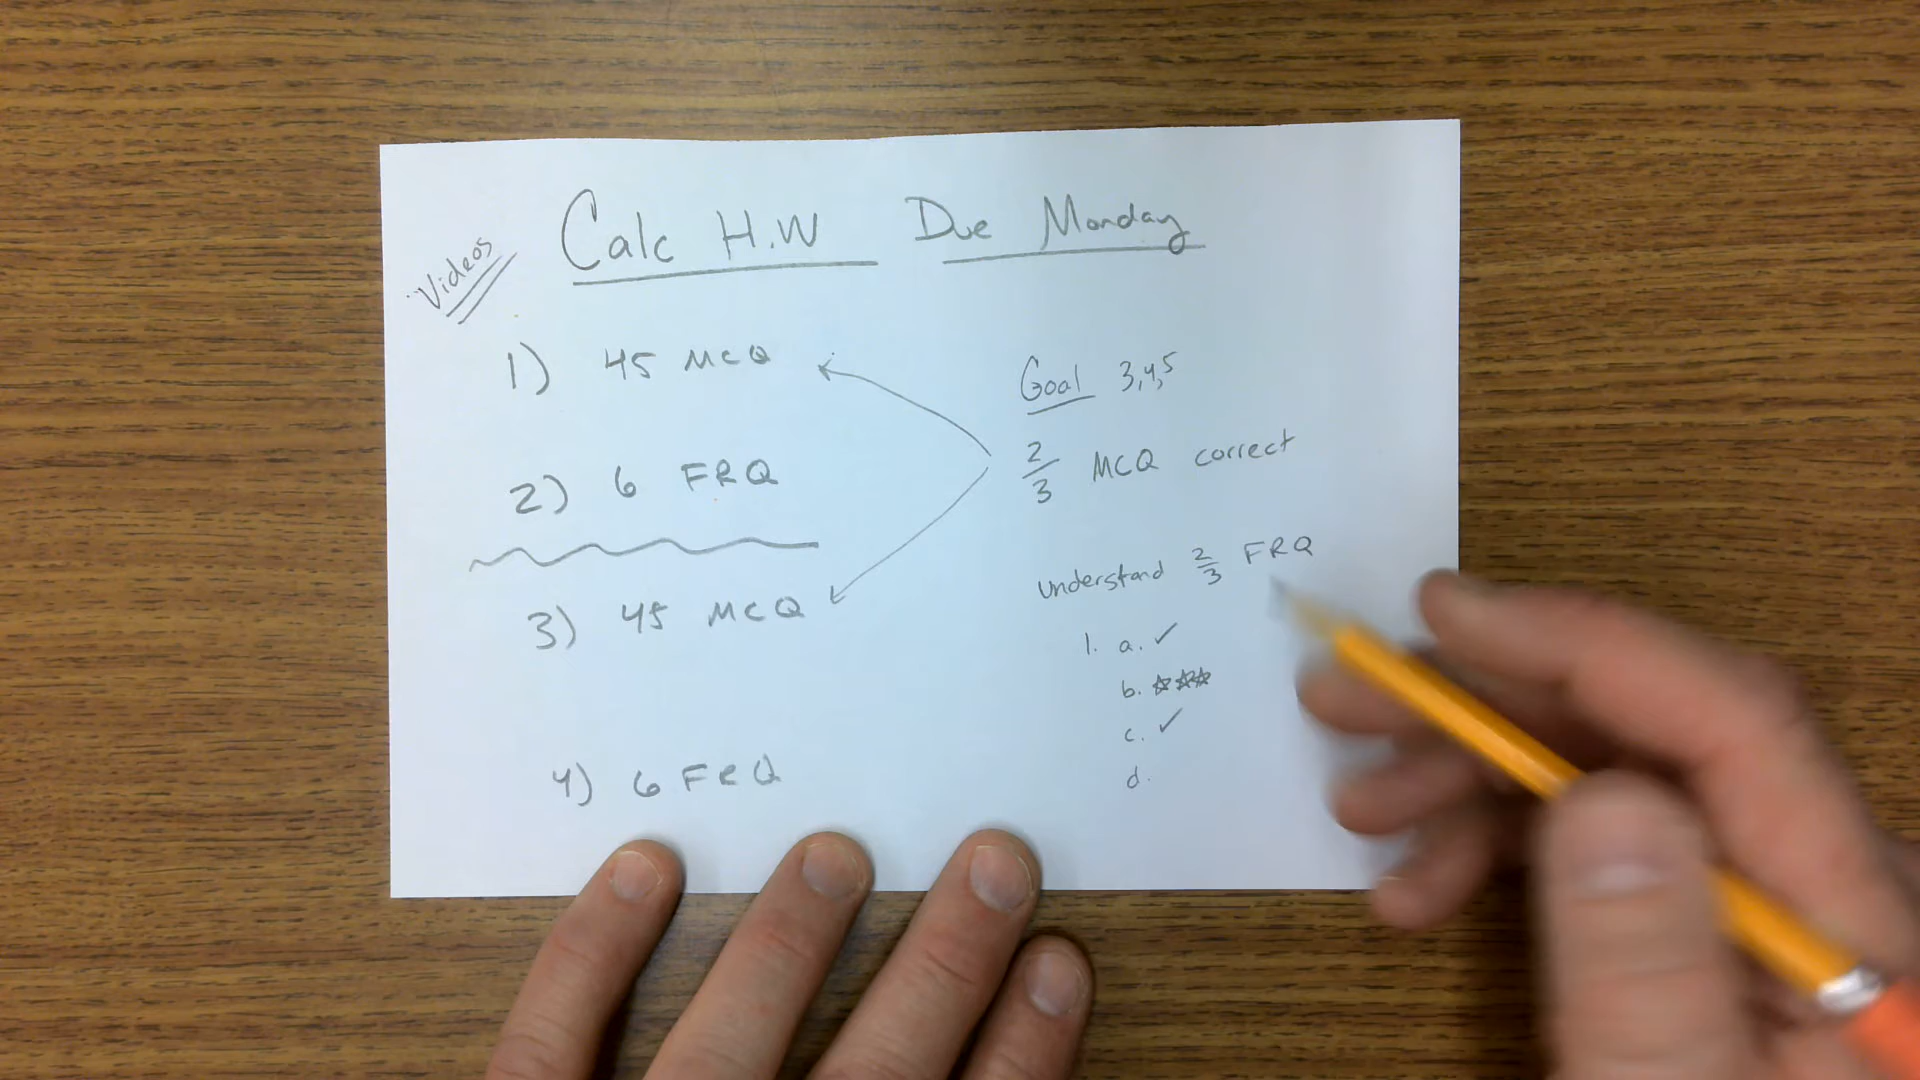 Videos
Calc H.W Due Monday
1) 45 MCQ
2) 6 FRQ
3) 45 MCQ
4) 6 FRQ
Goal 3,4,5
2/3 MCQ correct
understand 2/3 FRQ
1. a. ✓
b. ☆☆☆
c. ✓
d.